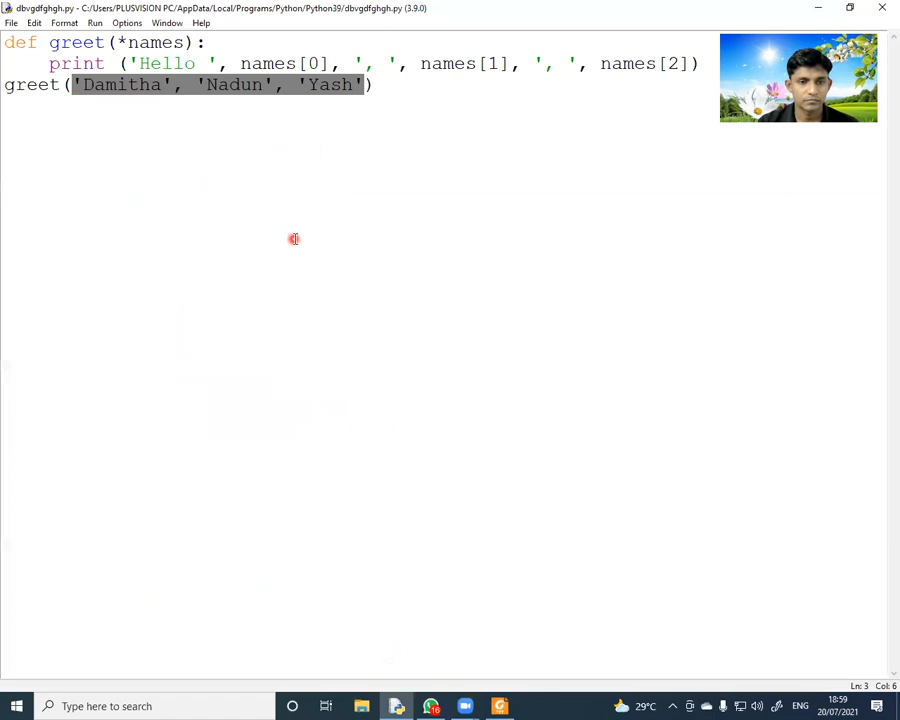 dbvgdfghgh.py - C:/Users/PLUSVISION PC/AppData/Local/Programs/Python/Python39/dbvgdfghgh.py (3.9.0)
File Edit Format Run Options Window Help
def greet(*names):
    print ('Hello ', names[0], ', ', names[1], ', ', names[2])
greet('Damitha', 'Nadun', 'Yash')
Ln: 3 Col: 6
Type here to search
16
29°C
ENG
18:59
20/07/2021